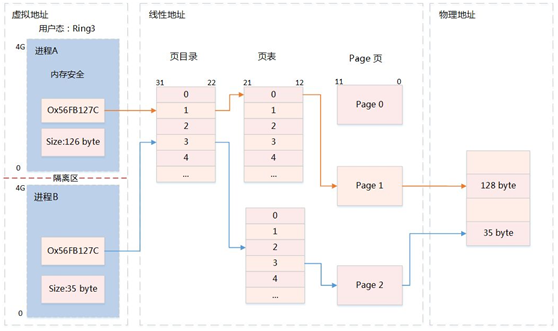 虚拟地址
用户态：Ring3
4G
进程A
内存安全
Ox56FB127C
Size:126 byte
0
隔离区
4G
进程B
Ox56FB127C
Size:35 byte
0
线性地址
页目录
31
22
0
1
2
3
4
...
页表
21
12
0
1
2
3
4
...
0
1
2
3
4
...
Page 页
11
0
Page 0
Page 1
Page 2
物理地址
128 byte
35 byte